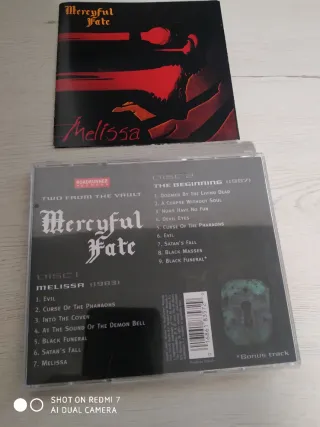 Mercyful
Fate
Melissa
ROADRUNNER
RECORDS
TWO FROM THE VAULT
Mercyful
Fate
DISC 1
MELISSA (1983)
1. EVIL
2. CURSE OF THE PHARAOHS
3. INTO THE COVEN
4. AT THE SOUND OF THE DEMON BELL
5. BLACK FUNERAL
6. SATAN'S FALL
7. MELISSA
DISC 2
THE BEGINNING (1987)
1. DOOMED BY THE LIVING DEAD
2. A CORPSE WITHOUT SOUL
3. NUNS HAVE NO FUN
4. DEVIL EYES
5. CURSE OF THE PHARAOHS
6. EVIL
7. SATAN'S FALL
8. BLACK MASSES
9. BLACK FUNERAL*
*Bonus track
SHOT ON REDMI 7
AI DUAL CAMERA